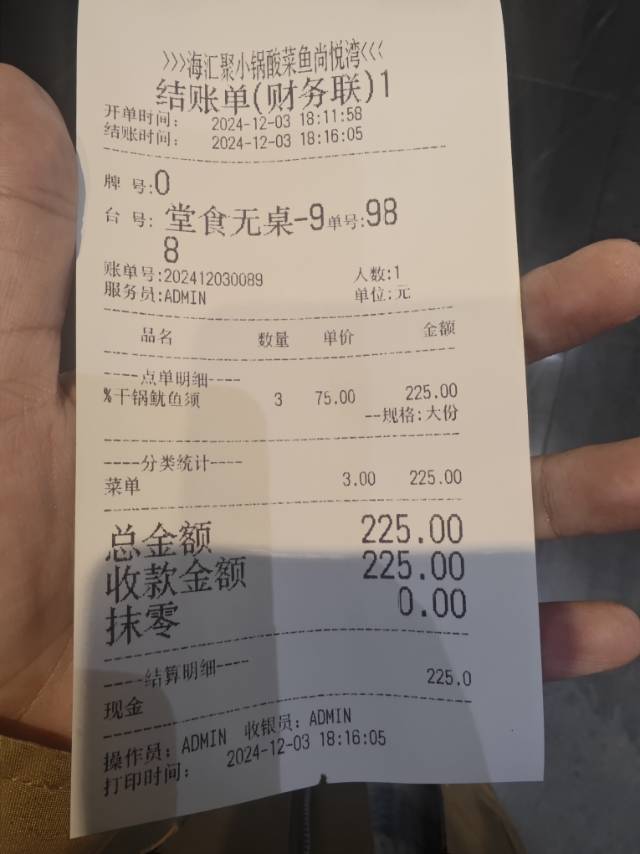 >>>海汇聚小锅酸菜鱼尚悦湾<<<
结账单(财务联)1
开单时间: 2024-12-03 18:11:58
结账时间: 2024-12-03 18:16:05
牌 号:0
台 号: 堂食无桌-9单号:98
8
账单号:202412030089 人数:1
服务员:ADMIN 单位:元
品名 数量 单价 金额
----点单明细----
%干锅鱿鱼须 3 75.00 225.00
--规格:大份
----分类统计----
菜单 3.00 225.00
总金额 225.00
收款金额 225.00
抹零 0.00
----结算明细----
现金 225.0
操作员: ADMIN 收银员: ADMIN
打印时间: 2024-12-03 18:16:05